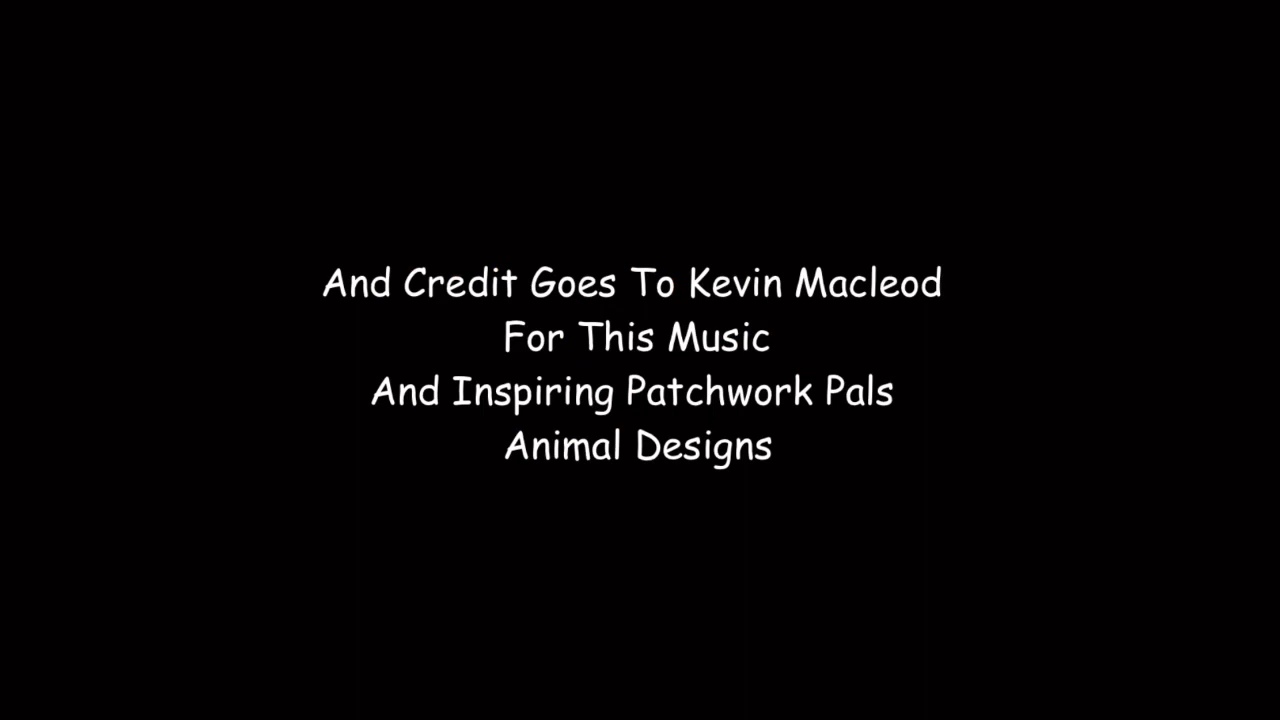 And Credit Goes To Kevin Macleod
For This Music
And Inspiring Patchwork Pals
Animal Designs